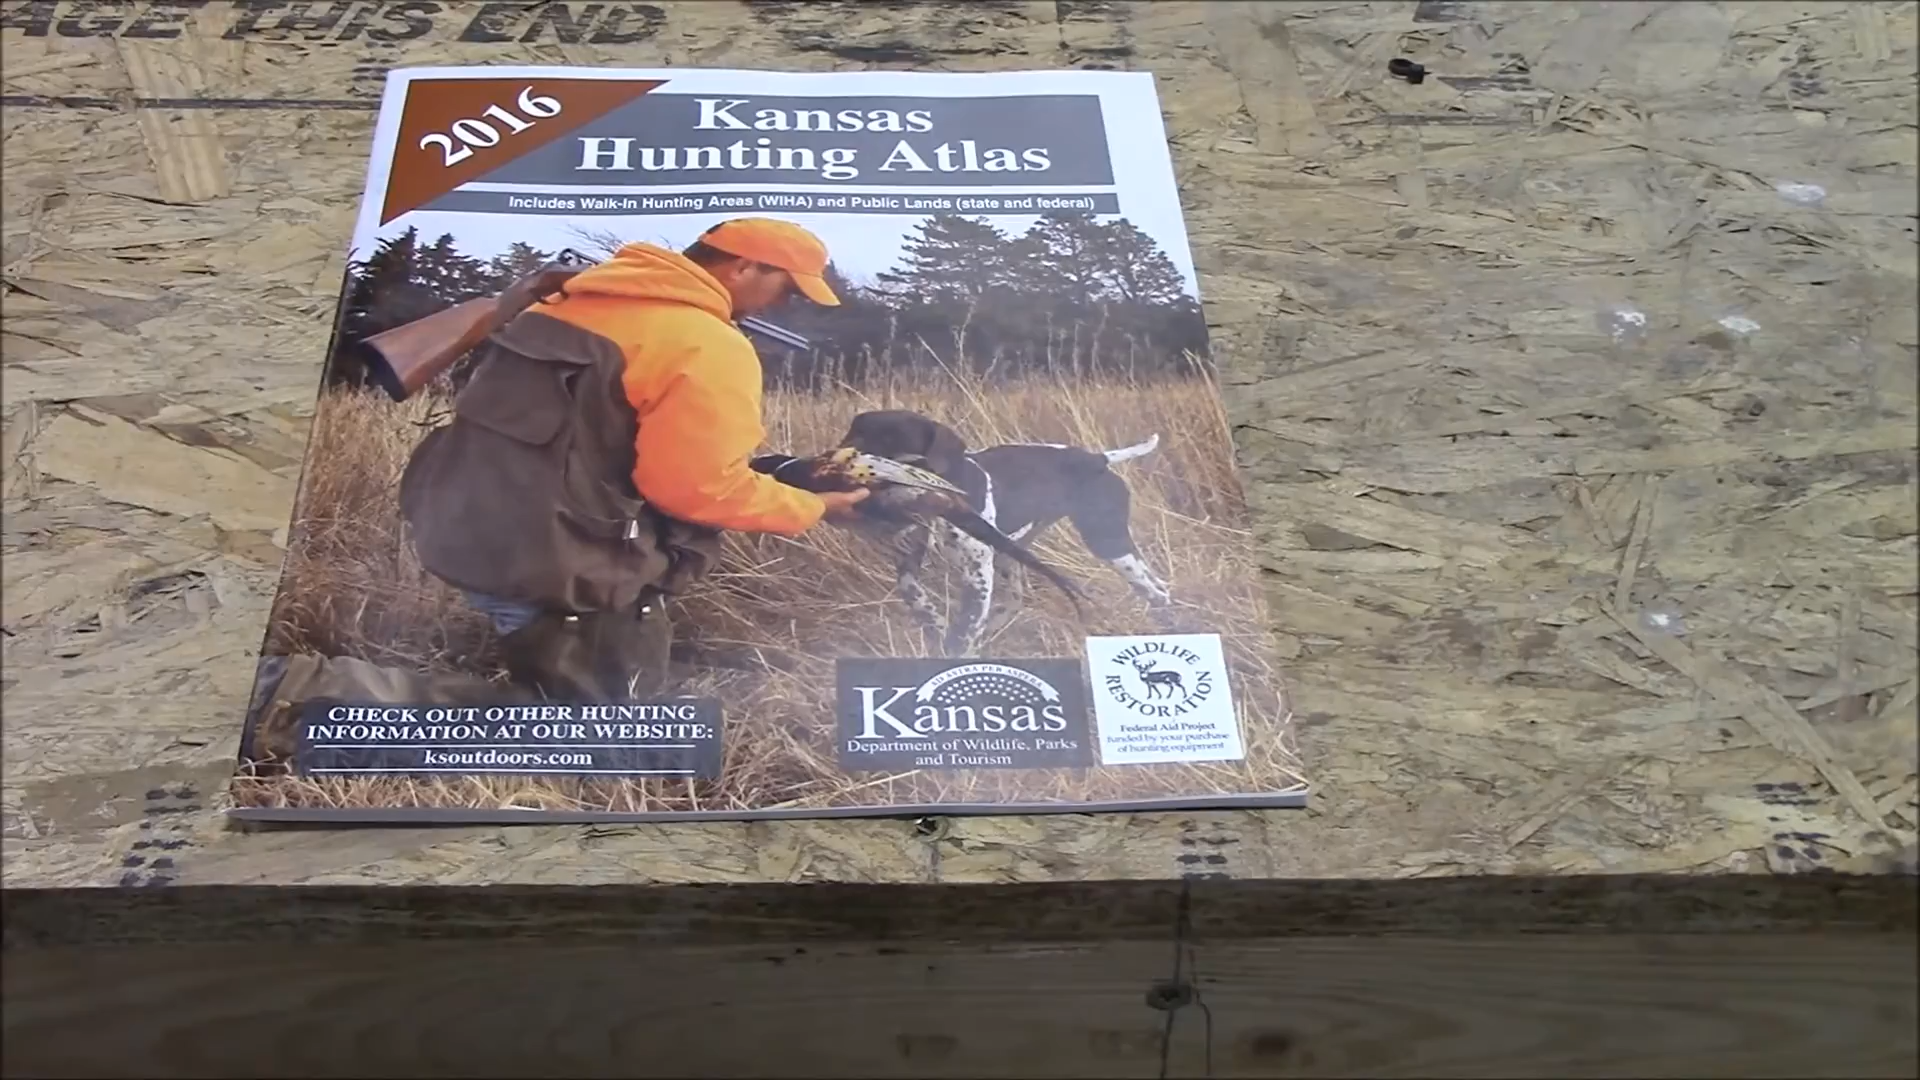 AGE THIS END
2016
Kansas
Hunting Atlas
Includes Walk-In Hunting Areas (WIHA) and Public Lands (state and federal)
CHECK OUT OTHER HUNTING
INFORMATION AT OUR WEBSITE:
ksoutdoors.com
AD ASTRA PER ASPERA
Kansas
Department of Wildlife, Parks
and Tourism
WILDLIFE
RESTORATION
Federal Aid Project
funded by your purchase
of hunting equipment